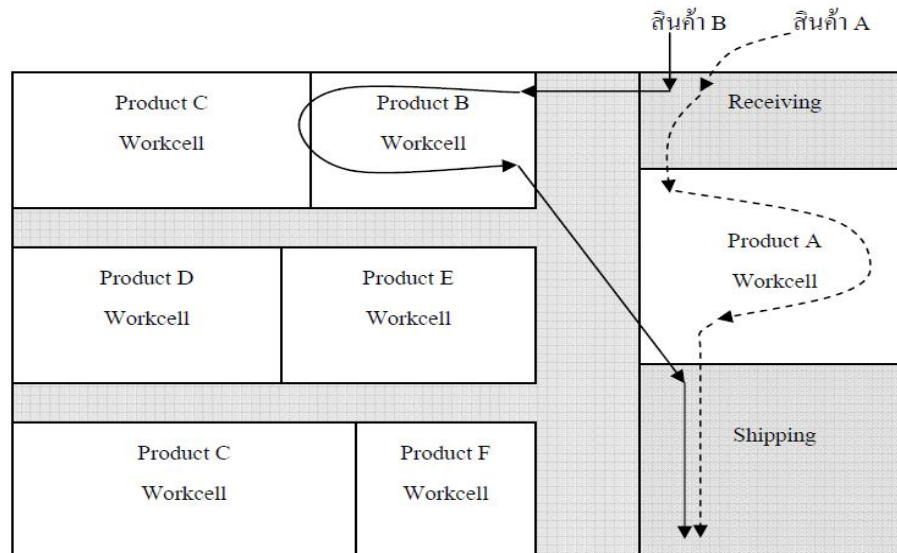 สินค้า B
สินค้า A
Product C
Workcell
Product B
Workcell
Receiving
Product A
Workcell
Product D
Workcell
Product E
Workcell
Product C
Workcell
Product F
Workcell
Shipping